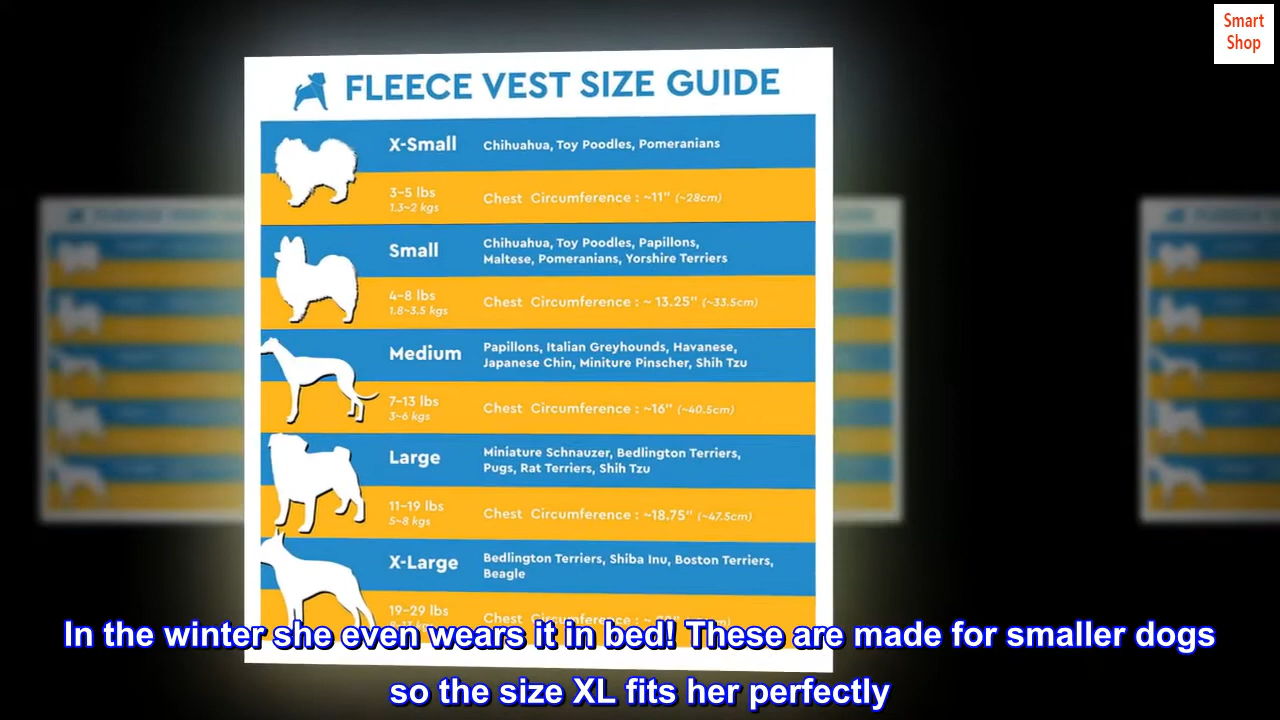 Smart
Shop
FLEECE VEST SIZE GUIDE
X-Small
Chihuahua, Toy Poodles, Pomeranians
3-5 lbs
1.3~2 kgs
Chest Circumference : ~11" (~28cm)
Small
Chihuahua, Toy Poodles, Papillons,
Maltese, Pomeranians, Yorshire Terriers
4-8 lbs
1.8~3.5 kgs
Chest Circumference : ~ 13.25" (~33.5cm)
Medium
Papillons, Italian Greyhounds, Havanese,
Japanese Chin, Miniture Pinscher, Shih Tzu
7-13 lbs
3~6 kgs
Chest Circumference : ~16" (~40.5cm)
Large
Miniature Schnauzer, Bedlington Terriers,
Pugs, Rat Terriers, Shih Tzu
11-19 lbs
5~8 kgs
Chest Circumference : ~18.75" (~47.5cm)
X-Large
Bedlington Terriers, Shiba Inu, Boston Terriers,
Beagle
19-29 lbs
Chest Circumference :
In the winter she even wears it in bed! These are made for smaller dogs
so the size XL fits her perfectly